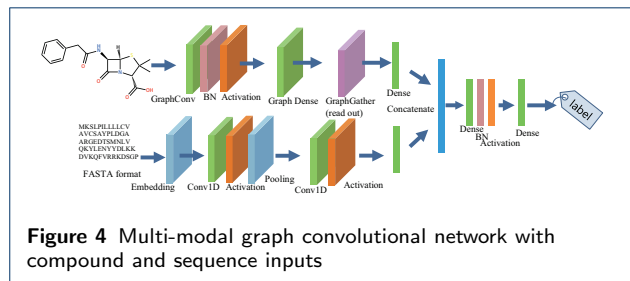 O
H
N
H
S
O
N
O
O
OH
GraphConv BN Activation Graph Dense GraphGather
(read out)
Dense
Concatenate
Dense
BN
Activation
Dense
label
MKSLPILLLLCV
AVCSAYPLDGA
ARGEDTSMNLV
QKYLENYYDLKK
DVKQFVRRKDSGP
FASTA format
Embedding Conv1D Activation Pooling Conv1D Activation
Figure 4 Multi-modal graph convolutional network with
compound and sequence inputs